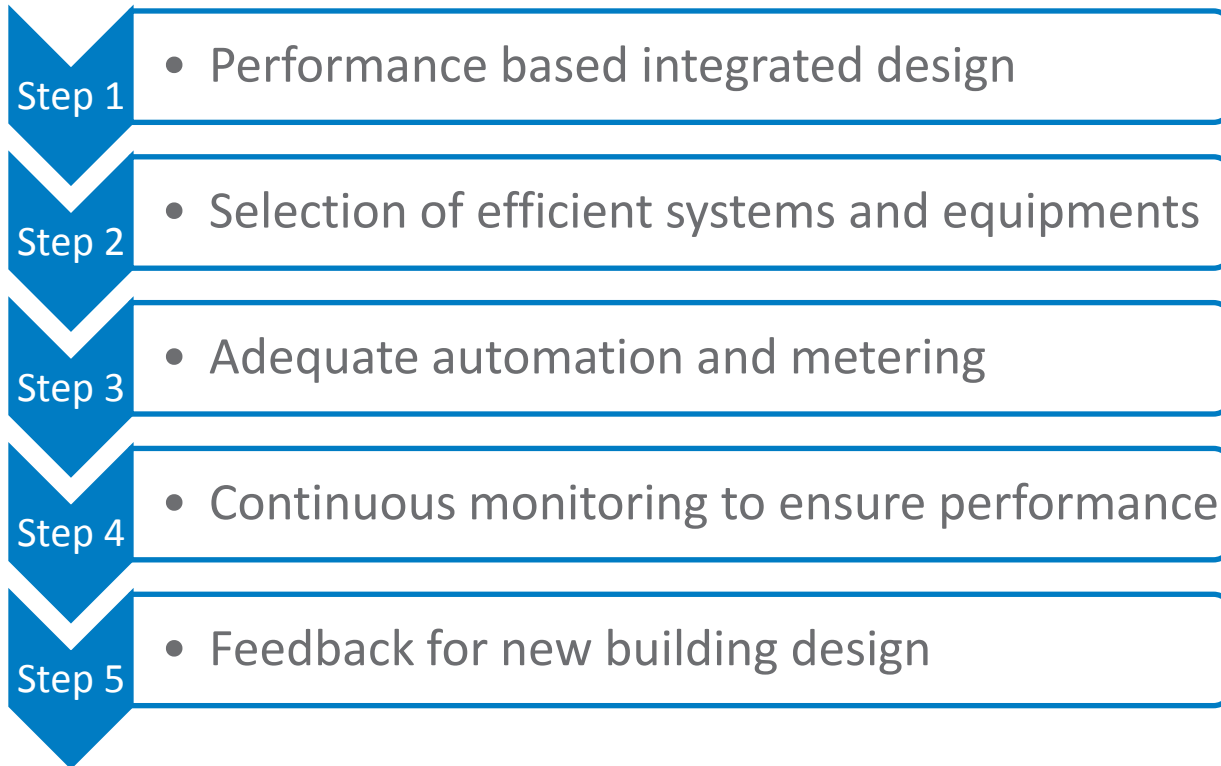 Step 1
• Performance based integrated design
Step 2
• Selection of efficient systems and equipments
Step 3
• Adequate automation and metering
Step 4
• Continuous monitoring to ensure performance
Step 5
• Feedback for new building design